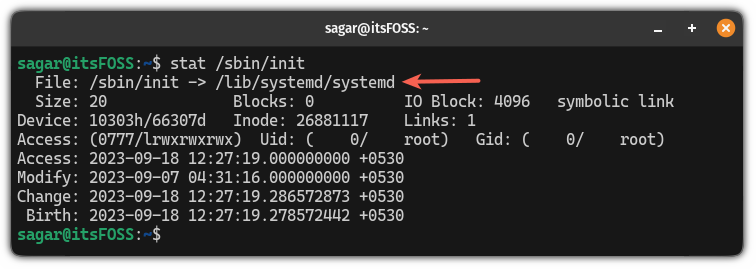 sagar@itsFOSS: ~
sagar@itsFOSS:~$ stat /sbin/init
  File: /sbin/init -> /lib/systemd/systemd
  Size: 20              Blocks: 0          IO Block: 4096   symbolic link
Device: 10303h/66307d   Inode: 26881117    Links: 1
Access: (0777/lrwxrwxrwx)  Uid: (    0/    root)   Gid: (    0/    root)
Access: 2023-09-18 12:27:19.000000000 +0530
Modify: 2023-09-07 04:31:16.000000000 +0530
Change: 2023-09-18 12:27:19.286572873 +0530
 Birth: 2023-09-18 12:27:19.278572442 +0530
sagar@itsFOSS:~$